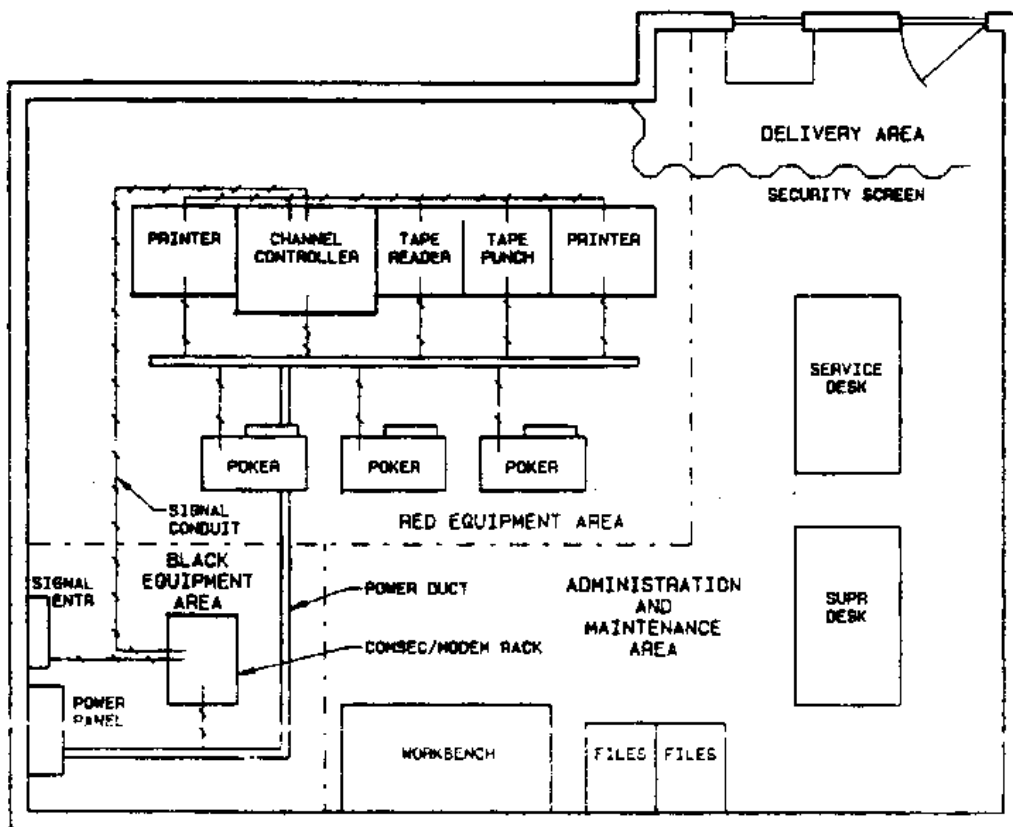 DELIVERY AREA
SECURITY SCREEN
PRINTER
CHANNEL
CONTROLLER
TAPE
READER
TAPE
PUNCH
PRINTER
SERVICE
DESK
POKER
POKER
POKER
SIGNAL
CONDUIT
RED EQUIPMENT AREA
BLACK
EQUIPMENT
AREA
SIGNAL
ENTR
POWER DUCT
ADMINISTRATION
AND
MAINTENANCE
AREA
SUPR
DESK
COMSEC/MODEM RACK
POWER
PANEL
WORKBENCH
FILES
FILES